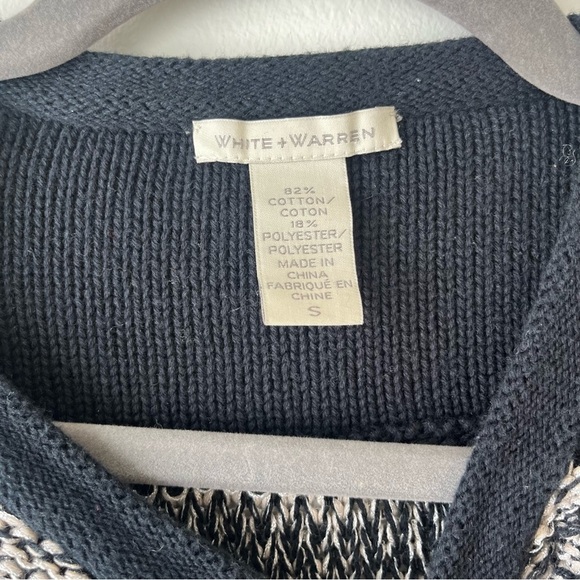 WHITE + WARREN
82%
COTTON/
COTON
18%
POLYESTER/
POLYESTER
MADE IN
CHINA
FABRIQUÉ EN
CHINE
S